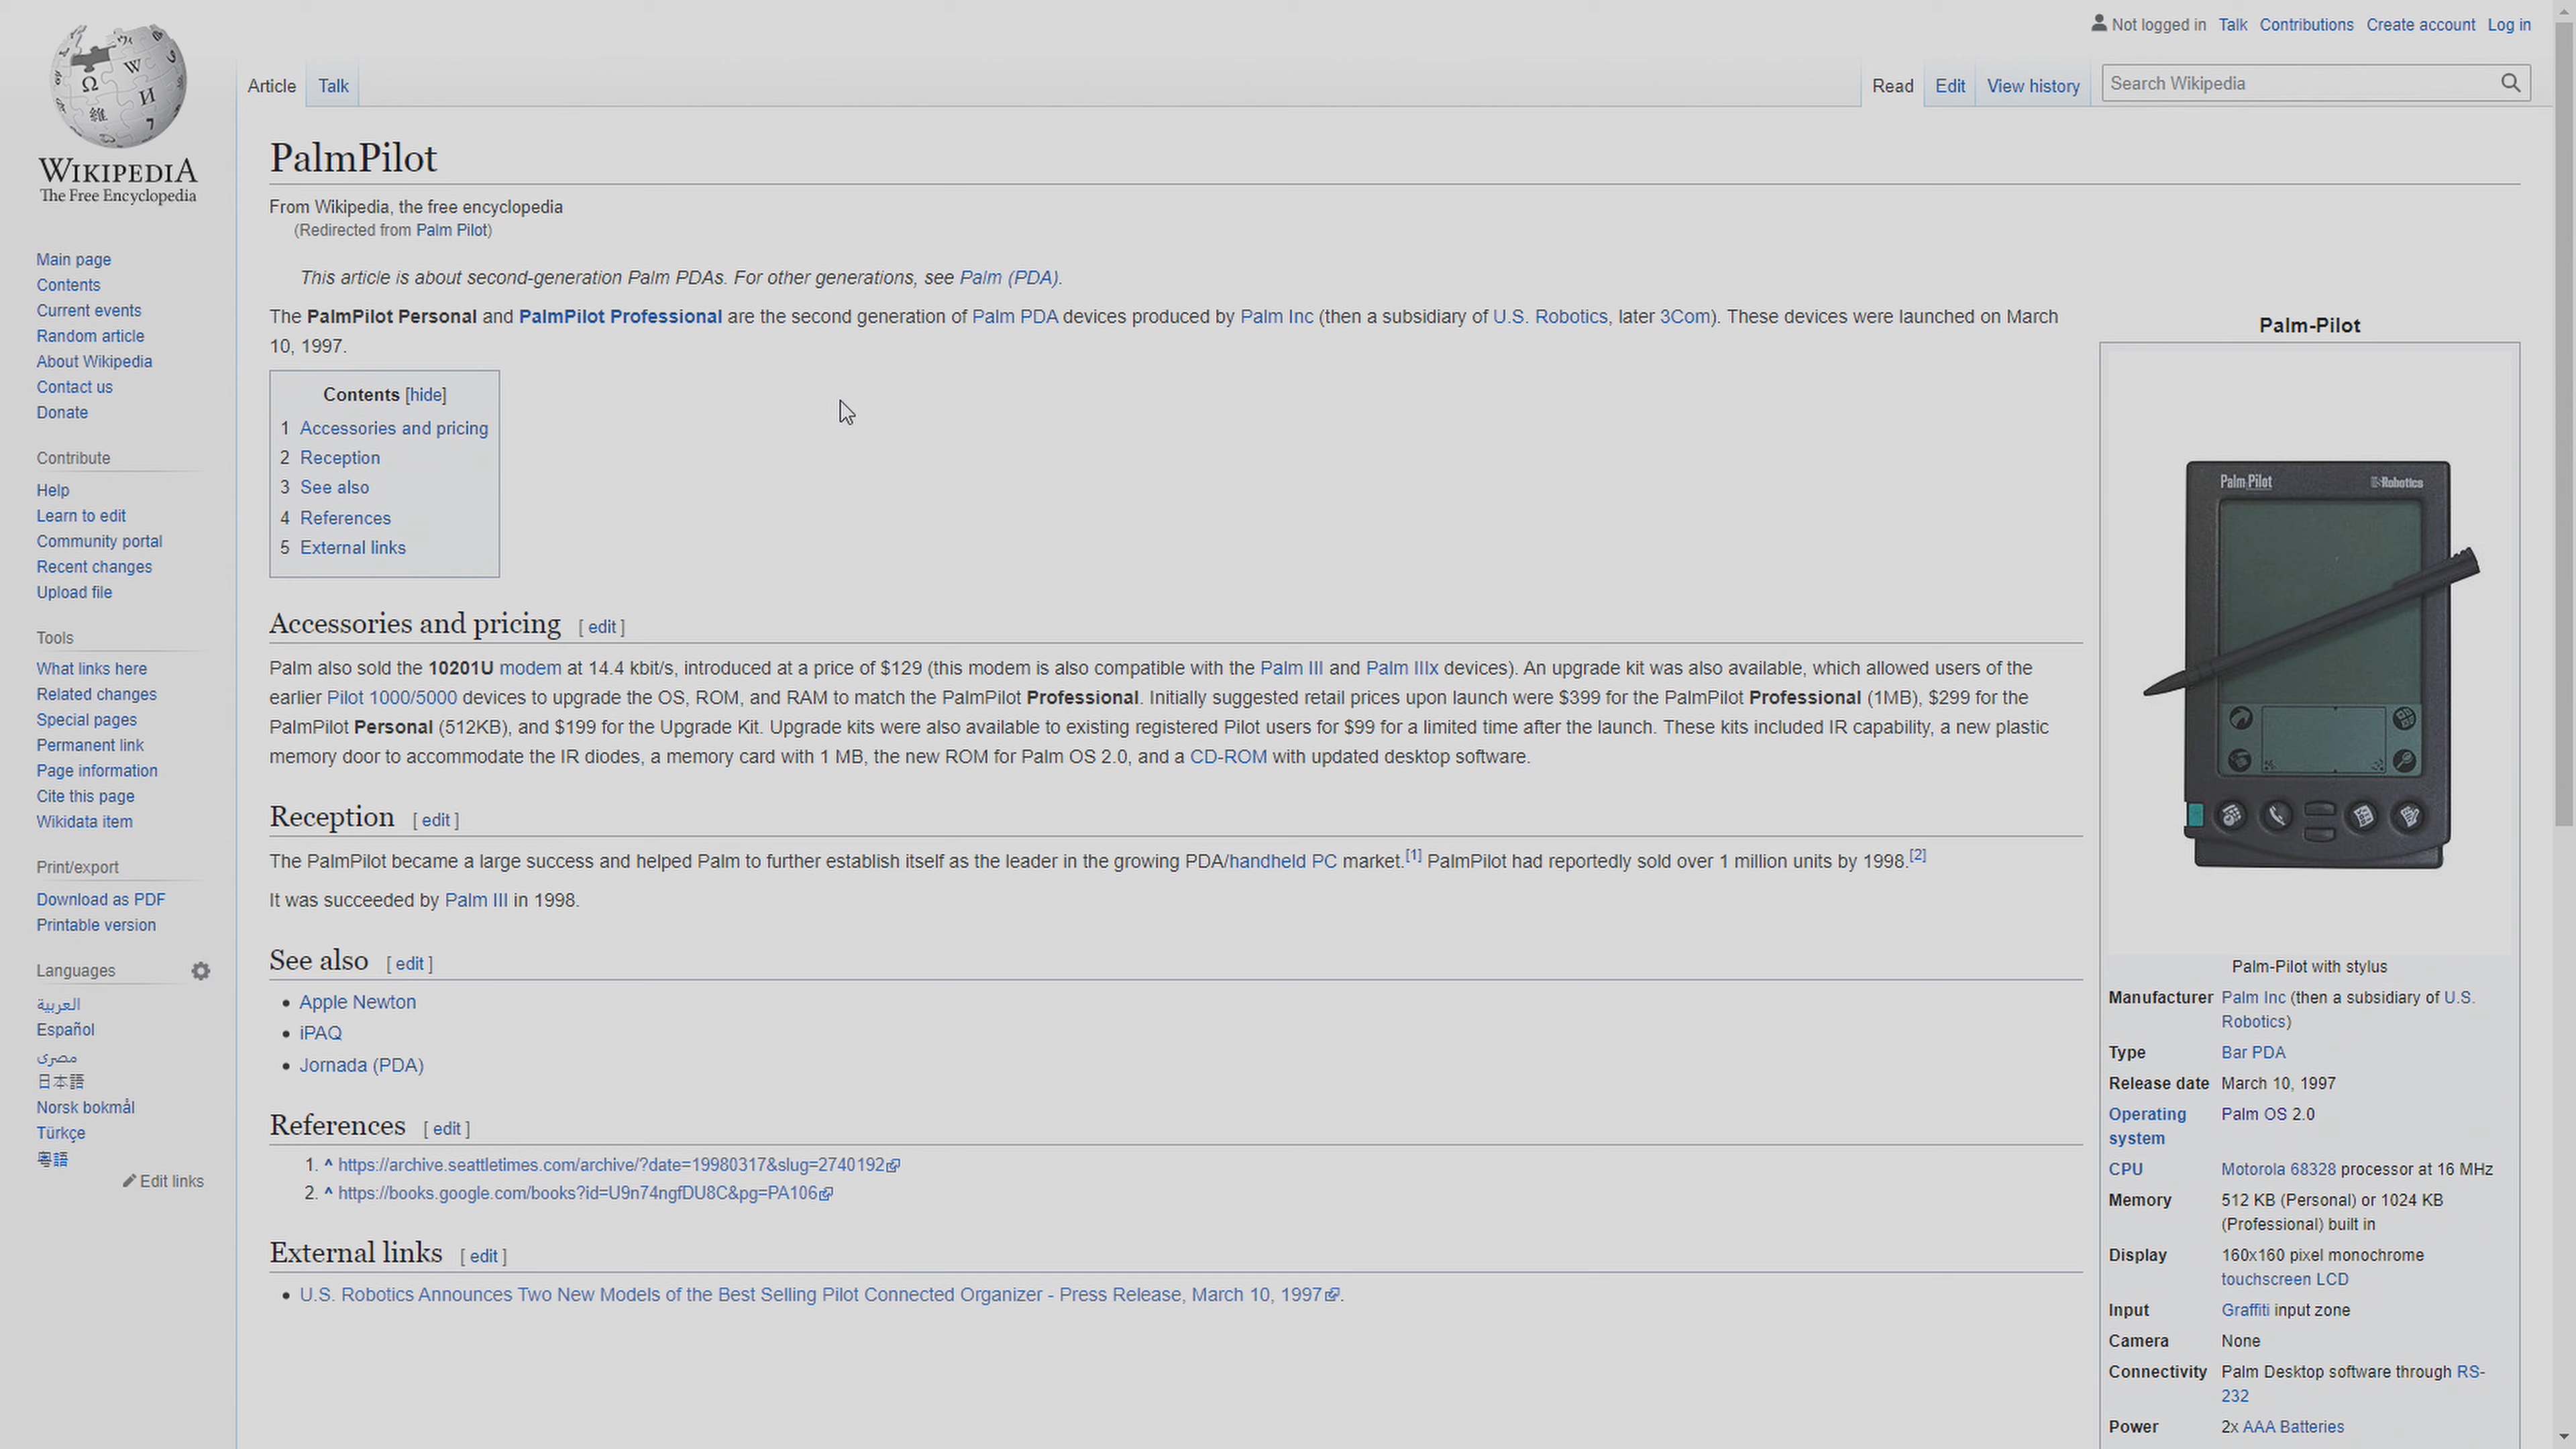 Not logged in Talk Contributions Create account Log in
Article Talk Read Edit View history Search Wikipedia
WIKIPEDIA
The Free Encyclopedia
Main page
Contents
Current events
Random article
About Wikipedia
Contact us
Donate
Contribute
Help
Learn to edit
Community portal
Recent changes
Upload file
Tools
What links here
Related changes
Special pages
Permanent link
Page information
Cite this page
Wikidata item
Print/export
Download as PDF
Printable version
Languages
العربية
Español
مصرى
日本語
Norsk bokmål
Türkçe
粵語
Edit links
PalmPilot
From Wikipedia, the free encyclopedia
(Redirected from Palm Pilot)
This article is about second-generation Palm PDAs. For other generations, see Palm (PDA).
The PalmPilot Personal and PalmPilot Professional are the second generation of Palm PDA devices produced by Palm Inc (then a subsidiary of U.S. Robotics, later 3Com). These devices were launched on March
10, 1997.
Contents [hide]
1 Accessories and pricing
2 Reception
3 See also
4 References
5 External links
Accessories and pricing [ edit ]
Palm also sold the 10201U modem at 14.4 kbit/s, introduced at a price of $129 (this modem is also compatible with the Palm III and Palm IIIx devices). An upgrade kit was also available, which allowed users of the
earlier Pilot 1000/5000 devices to upgrade the OS, ROM, and RAM to match the PalmPilot Professional. Initially suggested retail prices upon launch were $399 for the PalmPilot Professional (1MB), $299 for the
PalmPilot Personal (512KB), and $199 for the Upgrade Kit. Upgrade kits were also available to existing registered Pilot users for $99 for a limited time after the launch. These kits included IR capability, a new plastic
memory door to accommodate the IR diodes, a memory card with 1 MB, the new ROM for Palm OS 2.0, and a CD-ROM with updated desktop software.
Reception [ edit ]
The PalmPilot became a large success and helped Palm to further establish itself as the leader in the growing PDA/handheld PC market.[1] PalmPilot had reportedly sold over 1 million units by 1998.[2]
It was succeeded by Palm III in 1998.
See also [ edit ]
• Apple Newton
• iPAQ
• Jornada (PDA)
References [ edit ]
1. ^ https://archive.seattletimes.com/archive/?date=19980317&slug=2740192
2. ^ https://books.google.com/books?id=U9n74ngfDU8C&pg=PA106
External links [ edit ]
• U.S. Robotics Announces Two New Models of the Best Selling Pilot Connected Organizer - Press Release, March 10, 1997.
Palm-Pilot
PalmPilot Robotics
Palm-Pilot with stylus
Manufacturer Palm Inc (then a subsidiary of U.S.
Robotics)
Type Bar PDA
Release date March 10, 1997
Operating Palm OS 2.0
system
CPU Motorola 68328 processor at 16 MHz
Memory 512 KB (Personal) or 1024 KB
(Professional) built in
Display 160x160 pixel monochrome
touchscreen LCD
Input Graffiti input zone
Camera None
Connectivity Palm Desktop software through RS-
232
Power 2x AAA Batteries